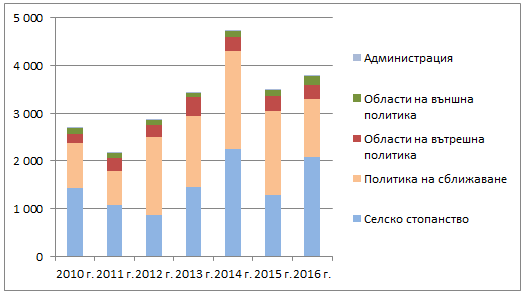 5 000
4 000
3 000
2 000
1 000
0
2010 г. 2011 г. 2012 г. 2013 г. 2014 г. 2015 г. 2016 г.
Администрация
Области на външна
политика
Области на вътрешна
политика
Политика на сближаване
Селско стопанство